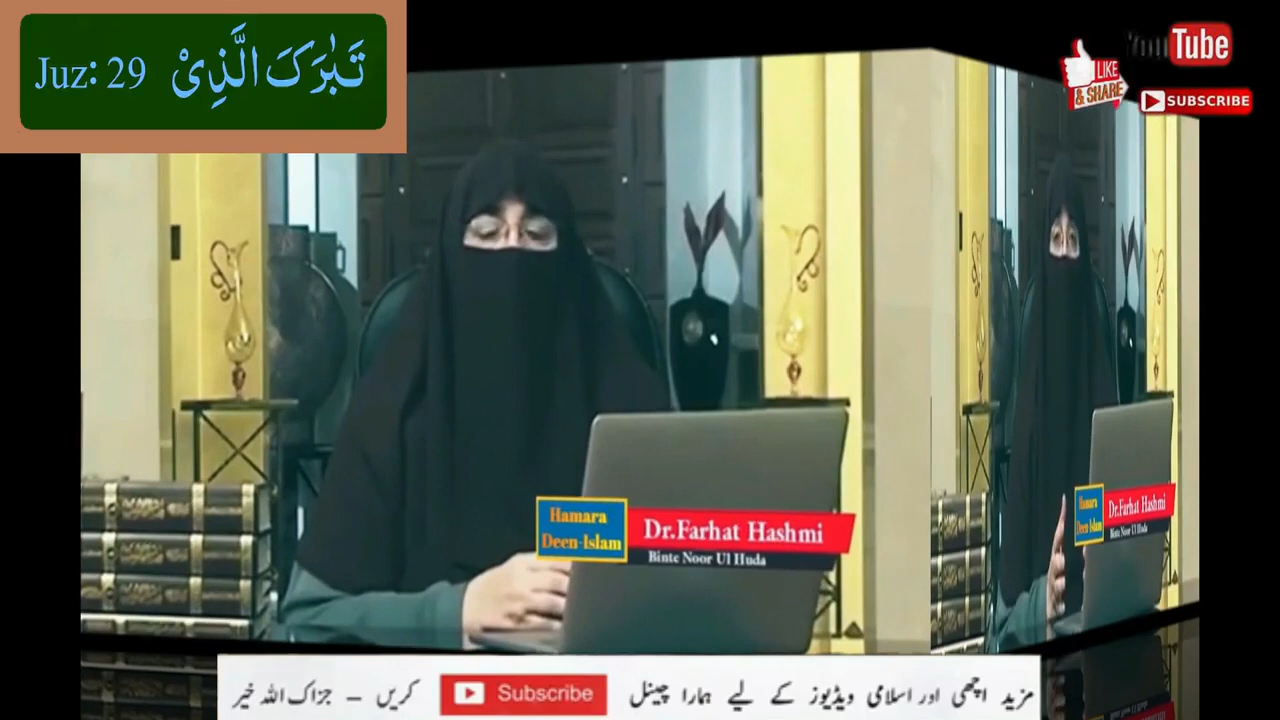 Juz: 29 تَبٰرَكَ الَّذِیْ
YouTube
LIKE
& SHARE
SUBSCRIBE
Hamara
Deen-Islam
Dr.Farhat Hashmi
Binte Noor Ul Huda
Hamara
Deen-Islam
Dr.Farhat Hashmi
Binte Noor Ul Huda
مزید اچھی اور اسلامی ویڈیوز کے لیے ہمارا چینل Subscribe کریں – جزاک اللہ خیر